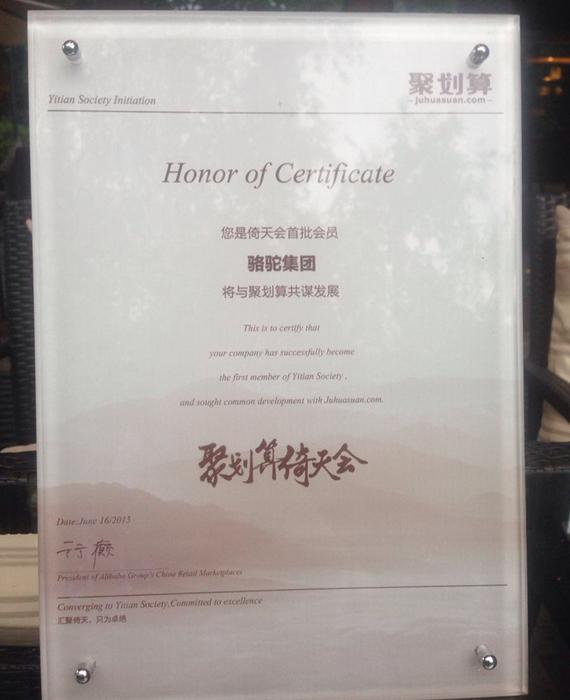 聚划算
– juhuasuan.com –
Yitian Society Initiation
Honor of Certificate
您是倚天会首批会员
骆驼集团
将与聚划算共谋发展
This is to certify that
your company has successfully become
the first member of Yitian Society .
and sought common development with Juhuasuan.com.
聚划算倚天会
Date:June 16/2015
President of Alibaba Group's China Retail Marketplaces
Converging to Yitian Society,Committed to excellence
汇聚倚天，只为卓绝